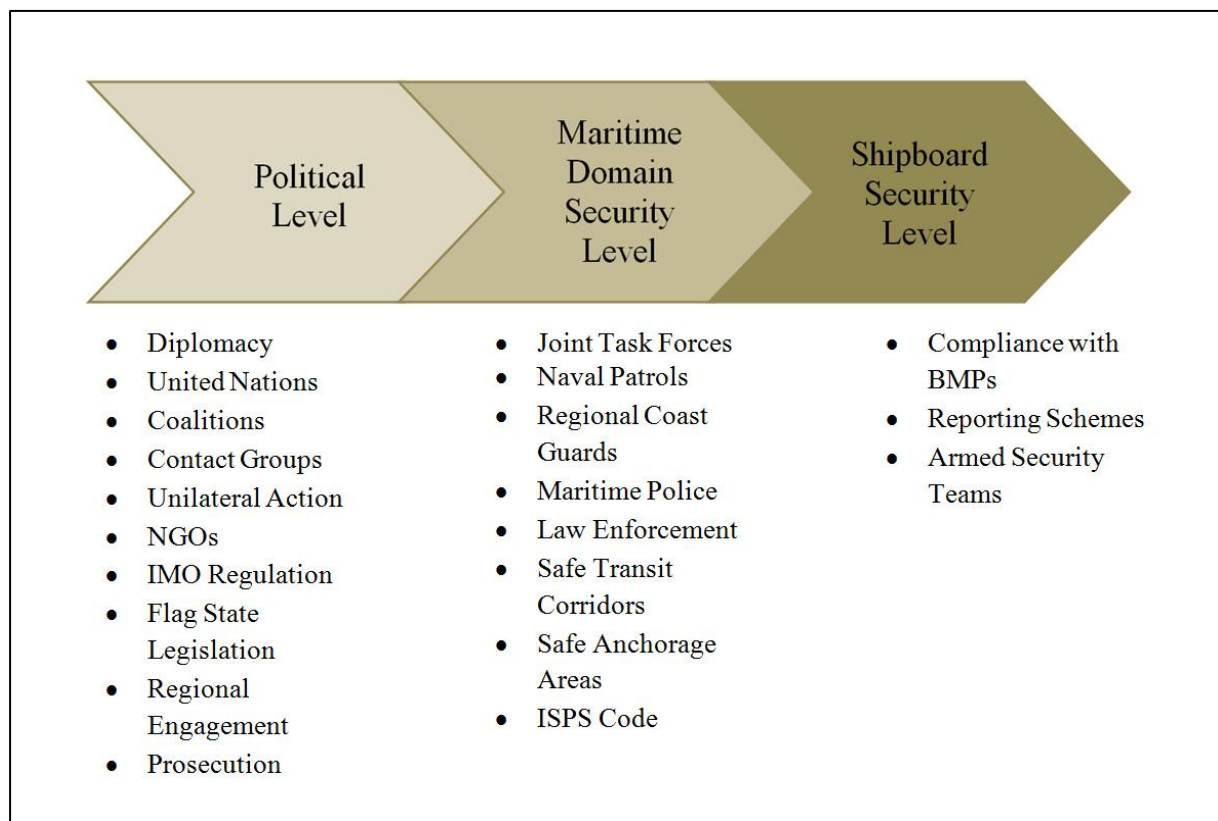 Political
Level
Maritime
Domain
Security
Level
Shipboard
Security
Level
● Diplomacy
● United Nations
● Coalitions
● Contact Groups
● Unilateral Action
● NGOs
● IMO Regulation
● Flag State
Legislation
● Regional
Engagement
● Prosecution
● Joint Task Forces
● Naval Patrols
● Regional Coast
Guards
● Maritime Police
● Law Enforcement
● Safe Transit
Corridors
● Safe Anchorage
Areas
● ISPS Code
● Compliance with
BMPs
● Reporting Schemes
● Armed Security
Teams